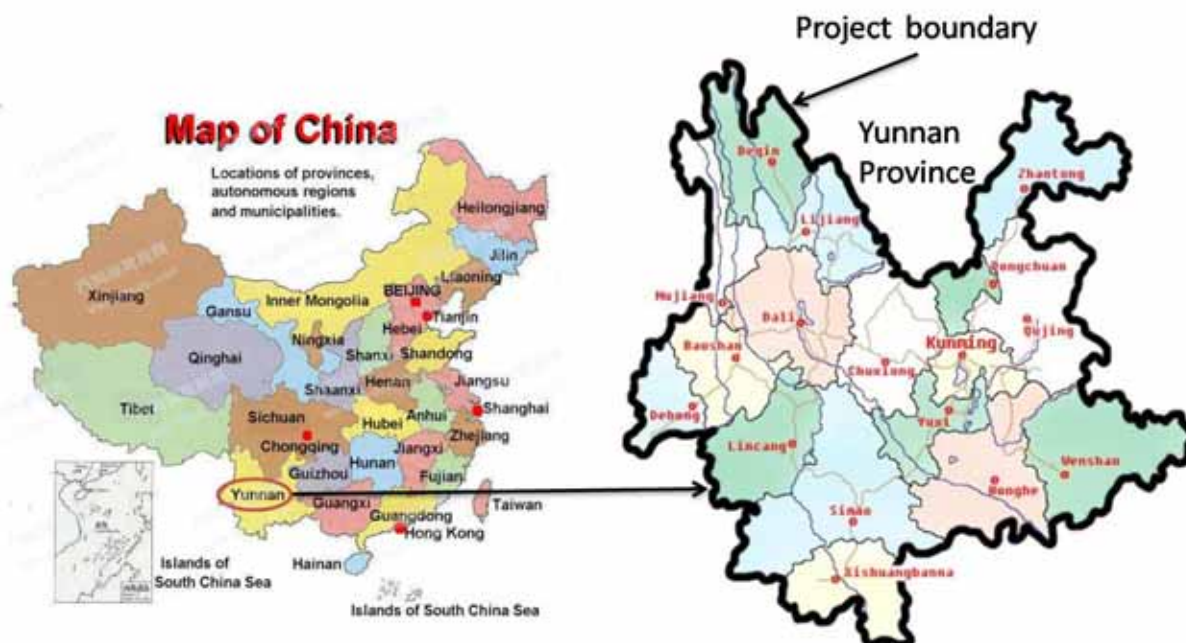 Map of China
Locations of provinces,
autonomous regions
and municipalities.
Heilongjiang
Jilin
Liaoning
Xinjiang
Inner Mongolia
BEIJING
Gansu
Tianjin
Hebei
Ningxia
Shanxi
Shandong
Qinghai
Shaanxi
Henan
Jiangsu
Tibet
Sichuan
Anhui
Shanghai
Hubei
Chongqing
Zhejiang
Hunan
Jiangxi
Guizhou
Fujian
Yunnan
Guangxi
Taiwan
Guangdong
Hong Kong
Hainan
Islands of
South China Sea
Islands of South China Sea
Project boundary
Yunnan
Province
Deqin
Zhaotong
Lijiang
Dongchuan
Nujiang
Dali
Qujing
Baoshan
Kunming
Chuxiong
Dehong
Yuxi
Lincang
Wenshan
Honghe
Simao
Xishuangbanna